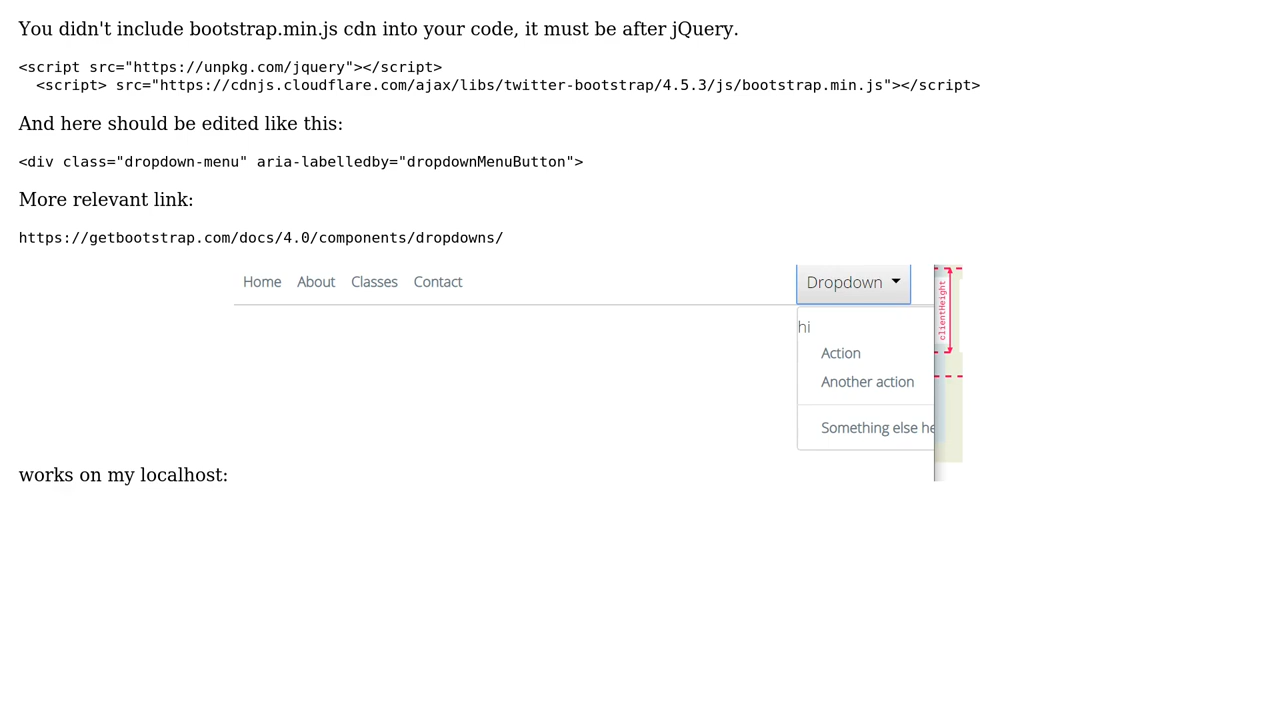 You didn't include bootstrap.min.js cdn into your code, it must be after jQuery.
<script src="https://unpkg.com/jquery"></script>
<script> src="https://cdnjs.cloudflare.com/ajax/libs/twitter-bootstrap/4.5.3/js/bootstrap.min.js"></script>
And here should be edited like this:
<div class="dropdown-menu" aria-labelledby="dropdownMenuButton">
More relevant link:
https://getbootstrap.com/docs/4.0/components/dropdowns/
Home About Classes Contact Dropdown
clientHeight
hi
Action
Another action
Something else he
works on my localhost: